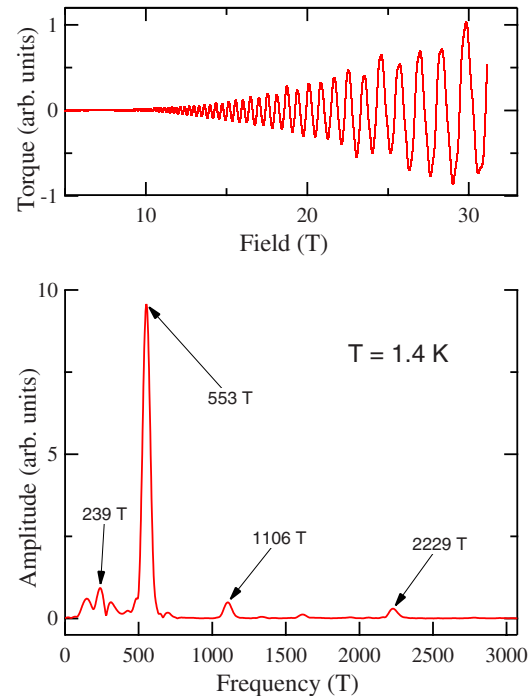 1
0
-1
Torque (arb. units)
10
20
30
Field (T)
10
5
0
Amplitude (arb. units)
T = 1.4 K
553 T
239 T
1106 T
2229 T
0
500
1000
1500
2000
2500
3000
Frequency (T)